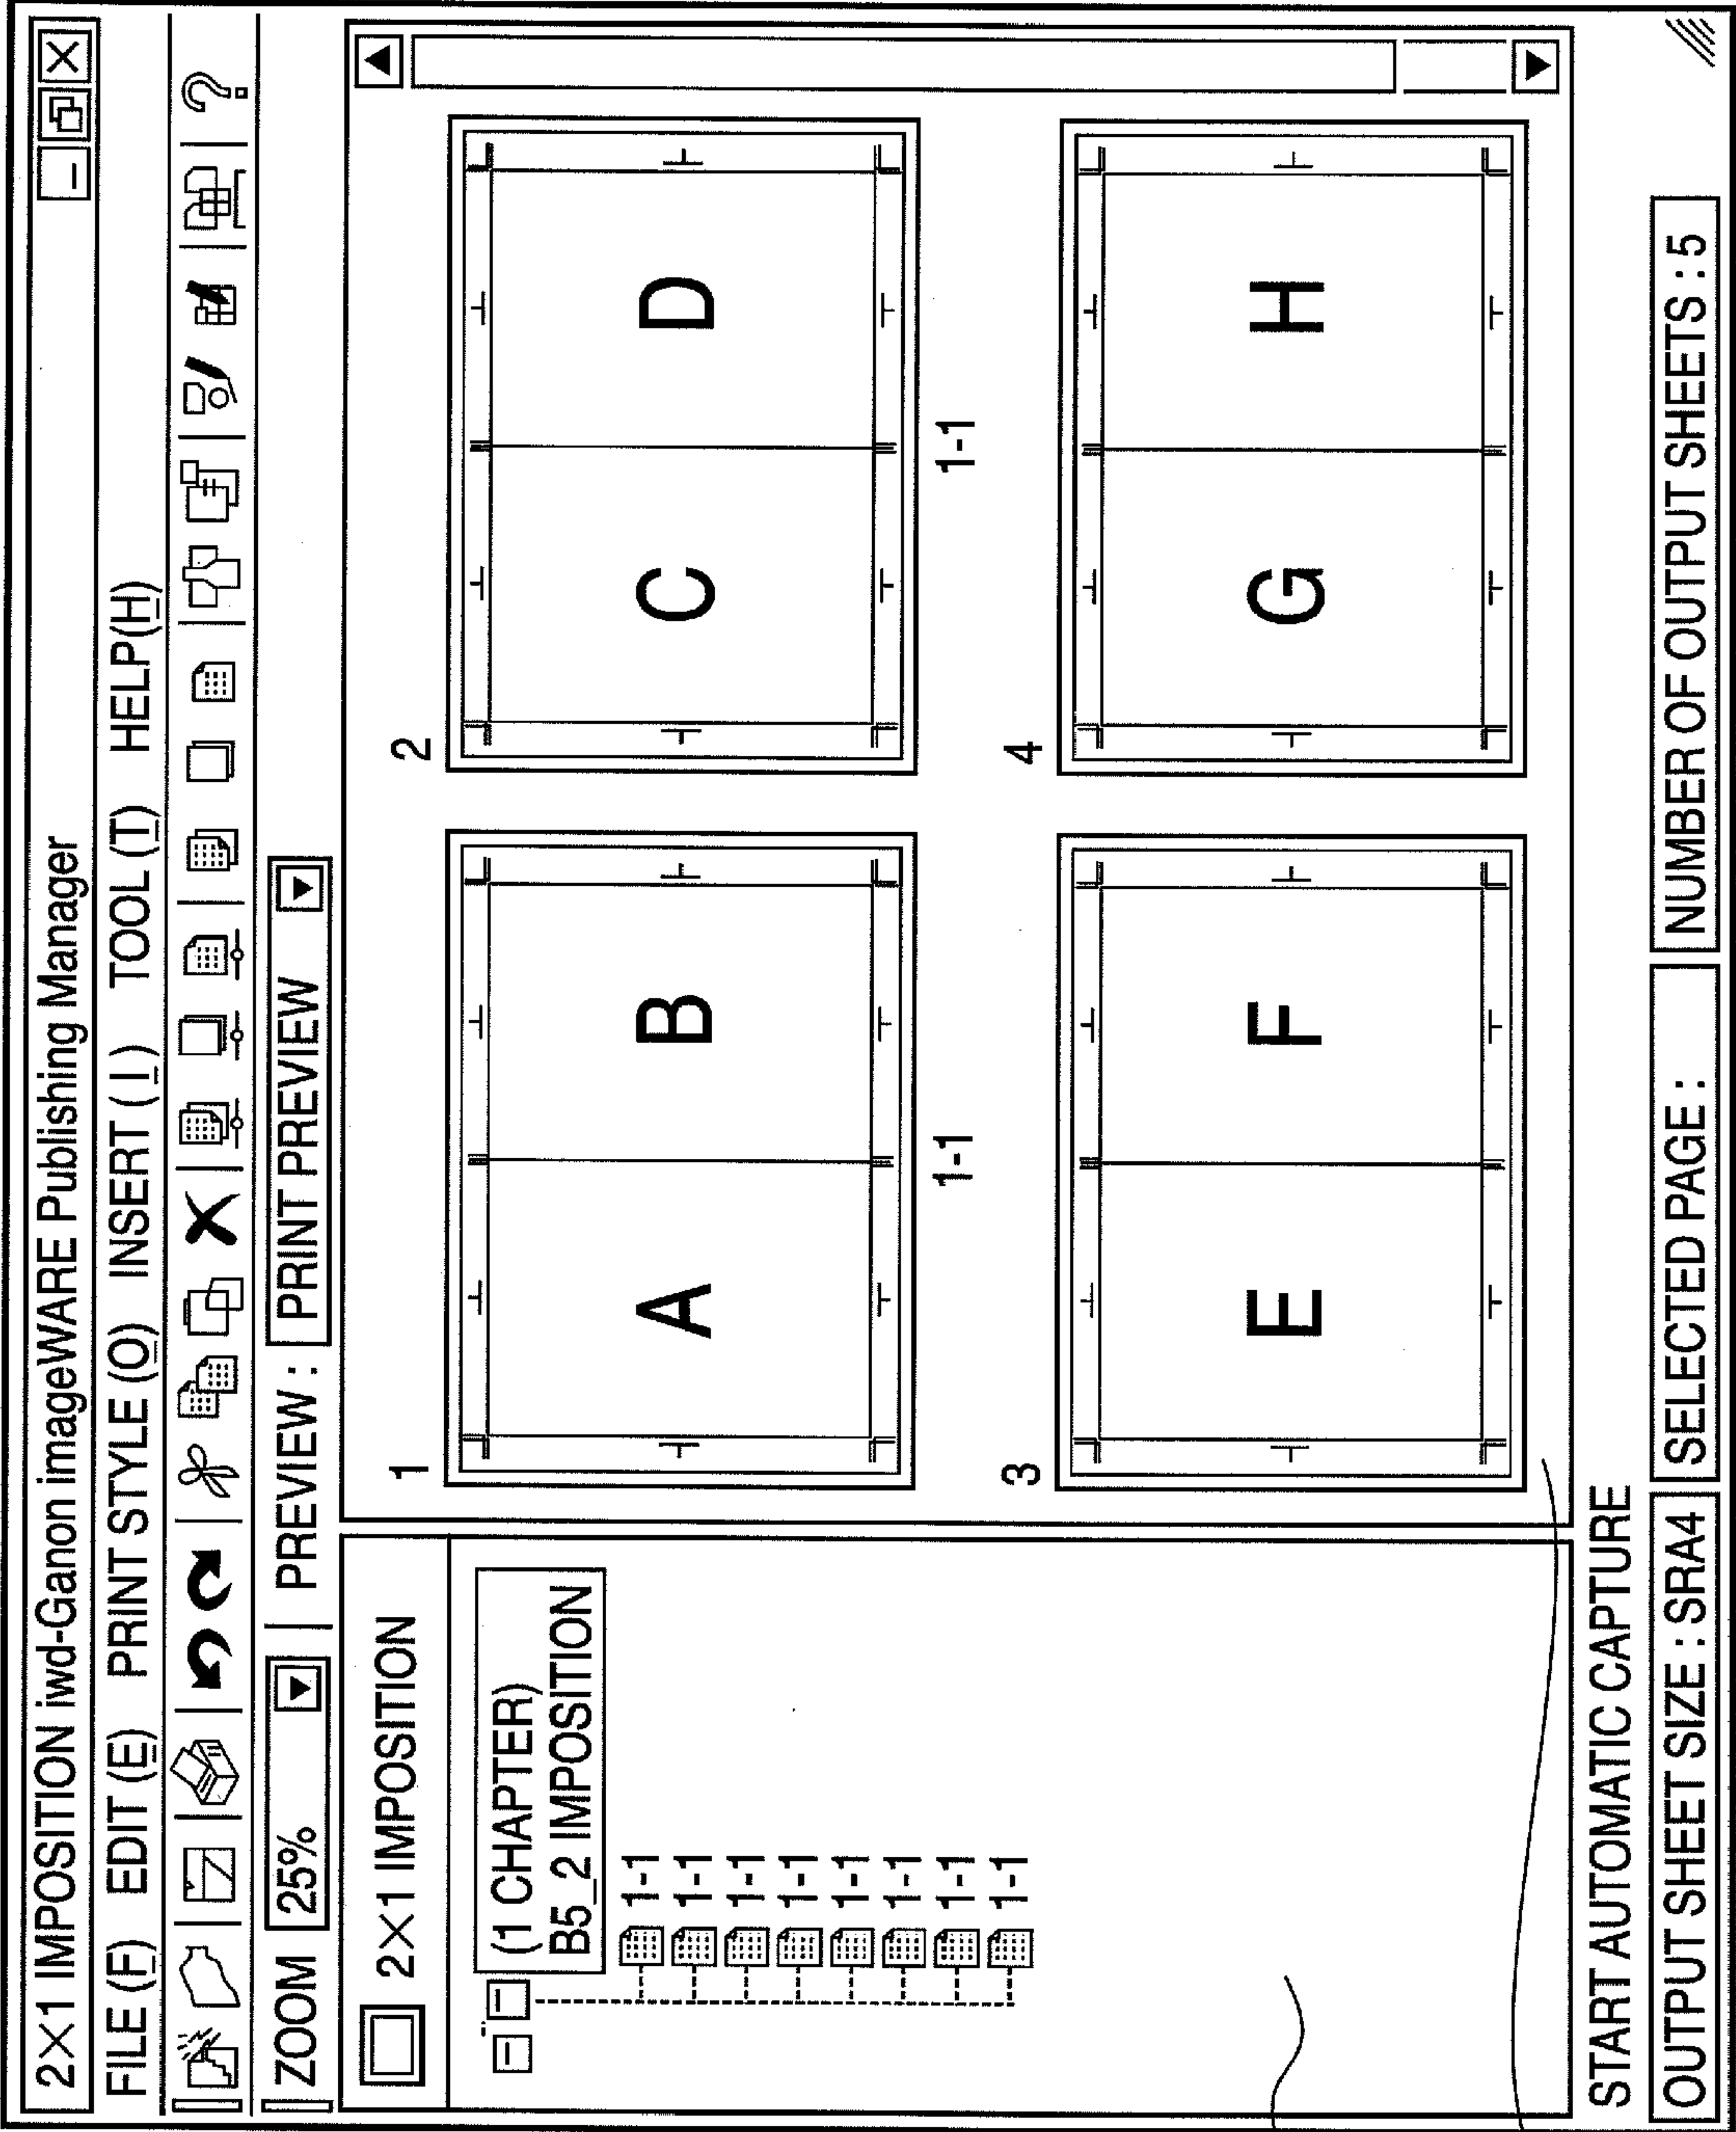 2×1 IMPOSITION iwd-Ganon imageWARE Publishing Manager
FILE (F) EDIT (E) PRINT STYLE (O) INSERT ( I ) TOOL (T) HELP(H)
ZOOM 25% PREVIEW : PRINT PREVIEW
2×1 IMPOSITION
(1 CHAPTER)
B5_2 IMPOSITION
1-1
1-1
1-1
1-1
1-1
1-1
1-1
1-1
1 2
A B C D
1-1 1-1
3 4
E F G H
START AUTOMATIC CAPTURE
OUTPUT SHEET SIZE : SRA4 SELECTED PAGE : NUMBER OF OUTPUT SHEETS : 5